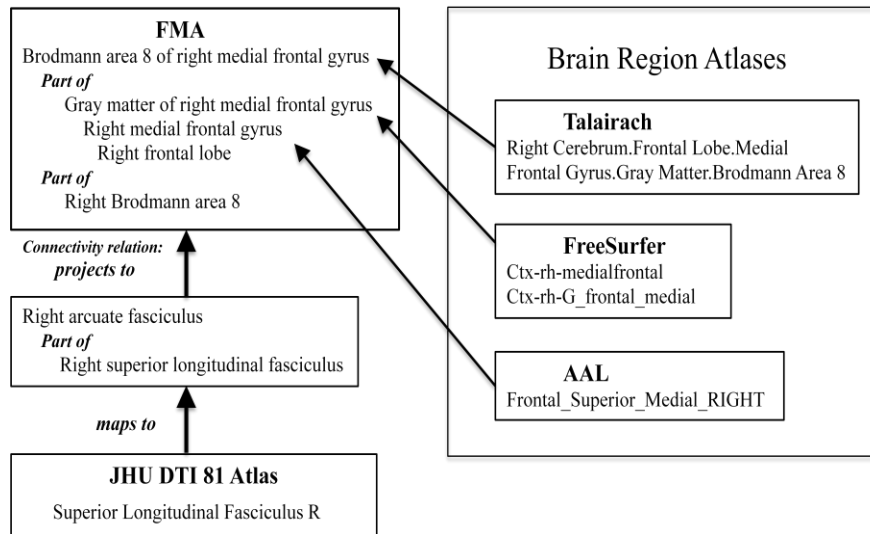 FMA
Brodmann area 8 of right medial frontal gyrus
Part of
Gray matter of right medial frontal gyrus
Right medial frontal gyrus
Right frontal lobe
Part of
Right Brodmann area 8
Connectivity relation:
projects to
Right arcuate fasciculus
Part of
Right superior longitudinal fasciculus
maps to
JHU DTI 81 Atlas
Superior Longitudinal Fasciculus R
Brain Region Atlases
Talairach
Right Cerebrum.Frontal Lobe.Medial
Frontal Gyrus.Gray Matter.Brodmann Area 8
FreeSurfer
Ctx-rh-medialfrontal
Ctx-rh-G_frontal_medial
AAL
Frontal_Superior_Medial_RIGHT